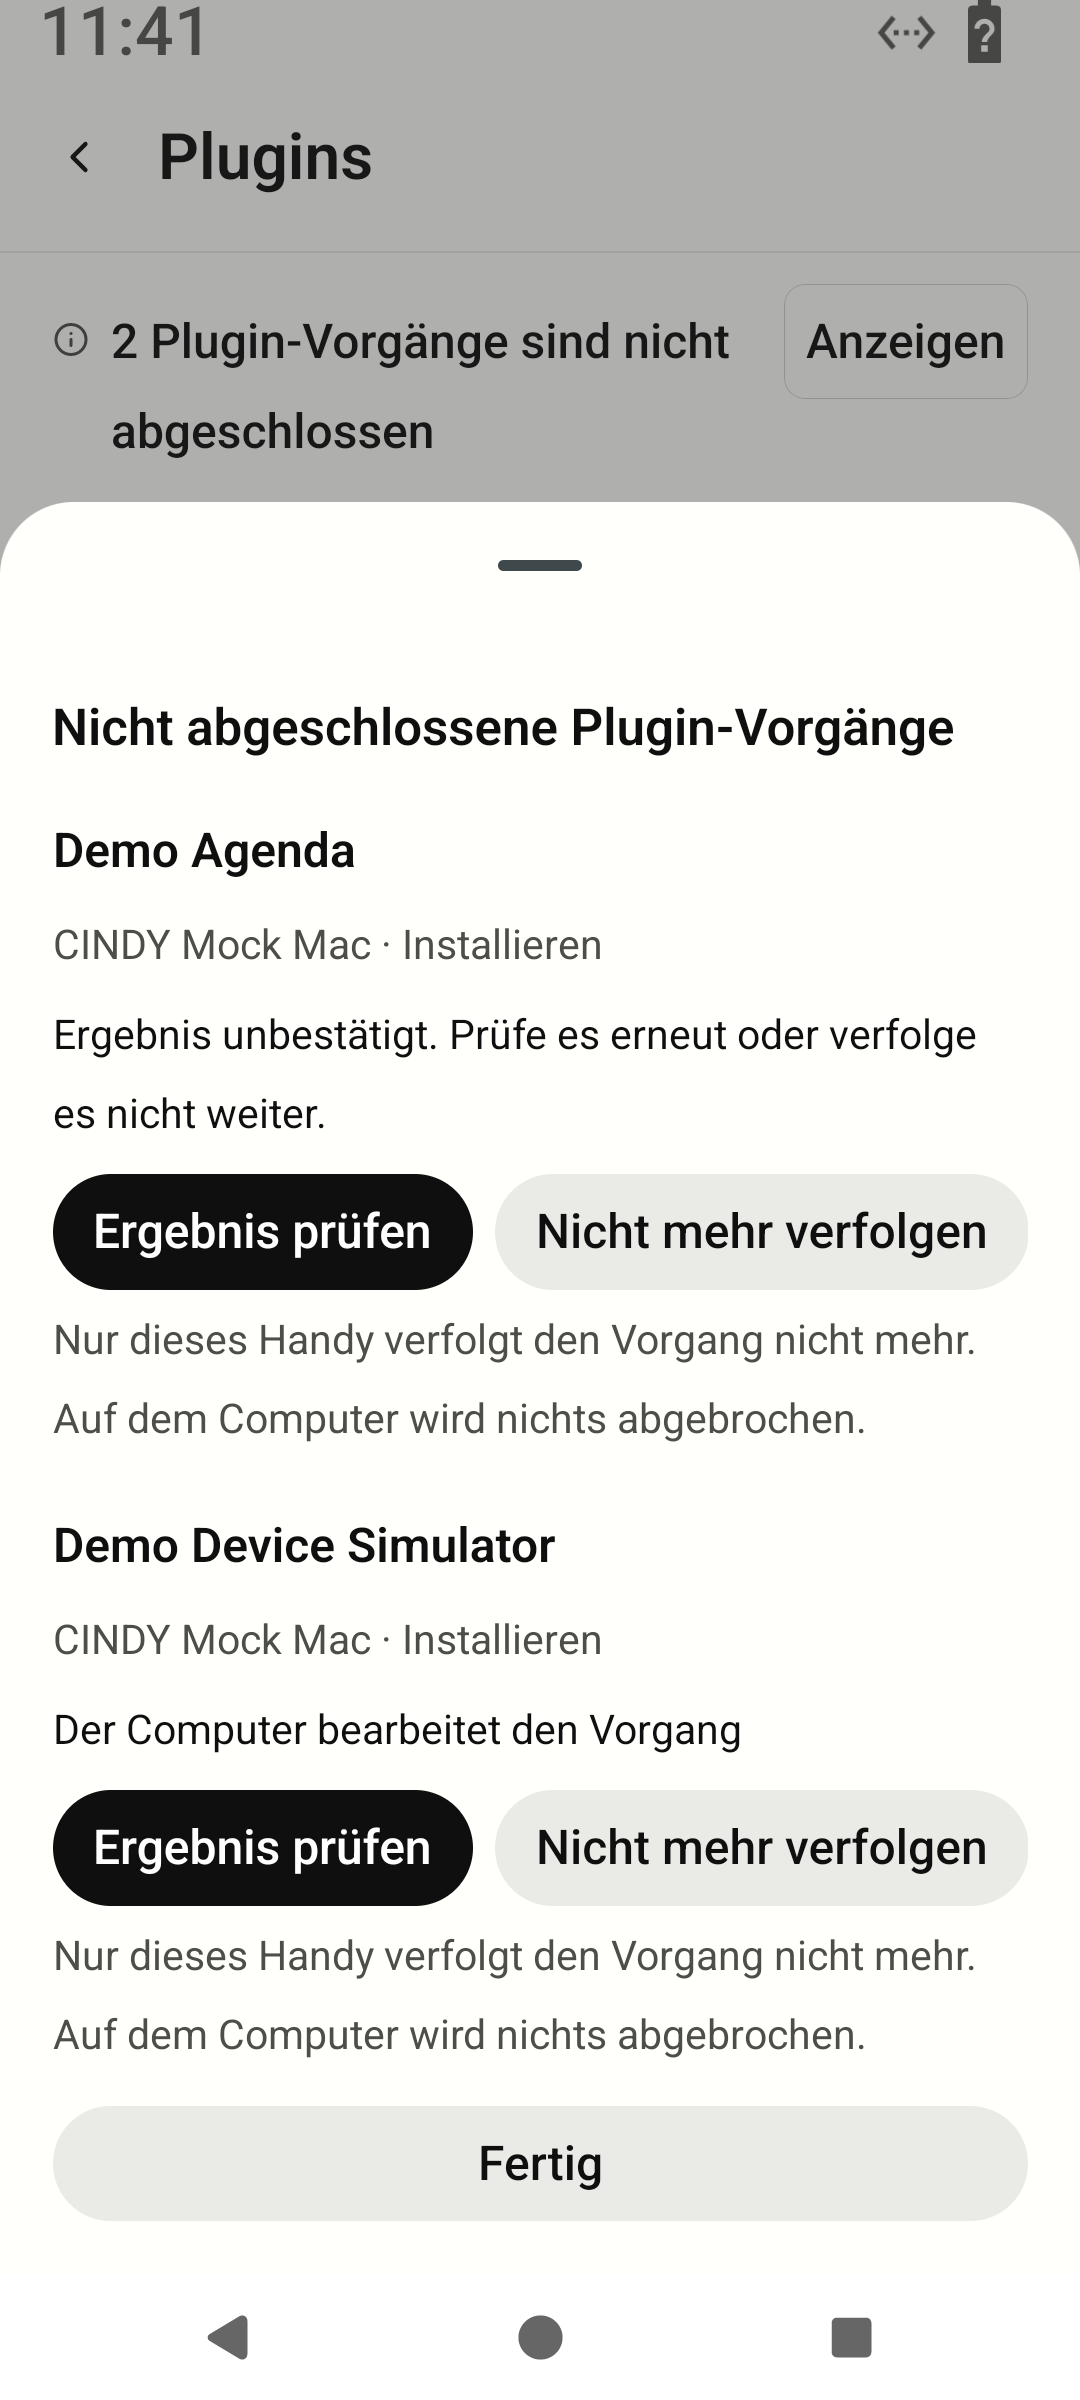 11:41
Plugins
2 Plugin-Vorgänge sind nicht
abgeschlossen
Anzeigen
Nicht abgeschlossene Plugin-Vorgänge
Demo Agenda
CINDY Mock Mac · Installieren
Ergebnis unbestätigt. Prüfe es erneut oder verfolge
es nicht weiter.
Ergebnis prüfen
Nicht mehr verfolgen
Nur dieses Handy verfolgt den Vorgang nicht mehr.
Auf dem Computer wird nichts abgebrochen.
Demo Device Simulator
CINDY Mock Mac · Installieren
Der Computer bearbeitet den Vorgang
Ergebnis prüfen
Nicht mehr verfolgen
Nur dieses Handy verfolgt den Vorgang nicht mehr.
Auf dem Computer wird nichts abgebrochen.
Fertig